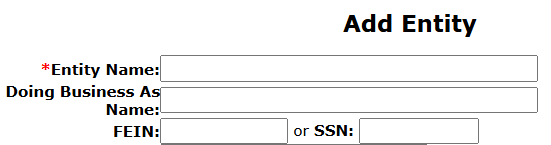 Add Entity
*Entity Name:
Doing Business As
Name:
FEIN: or SSN: